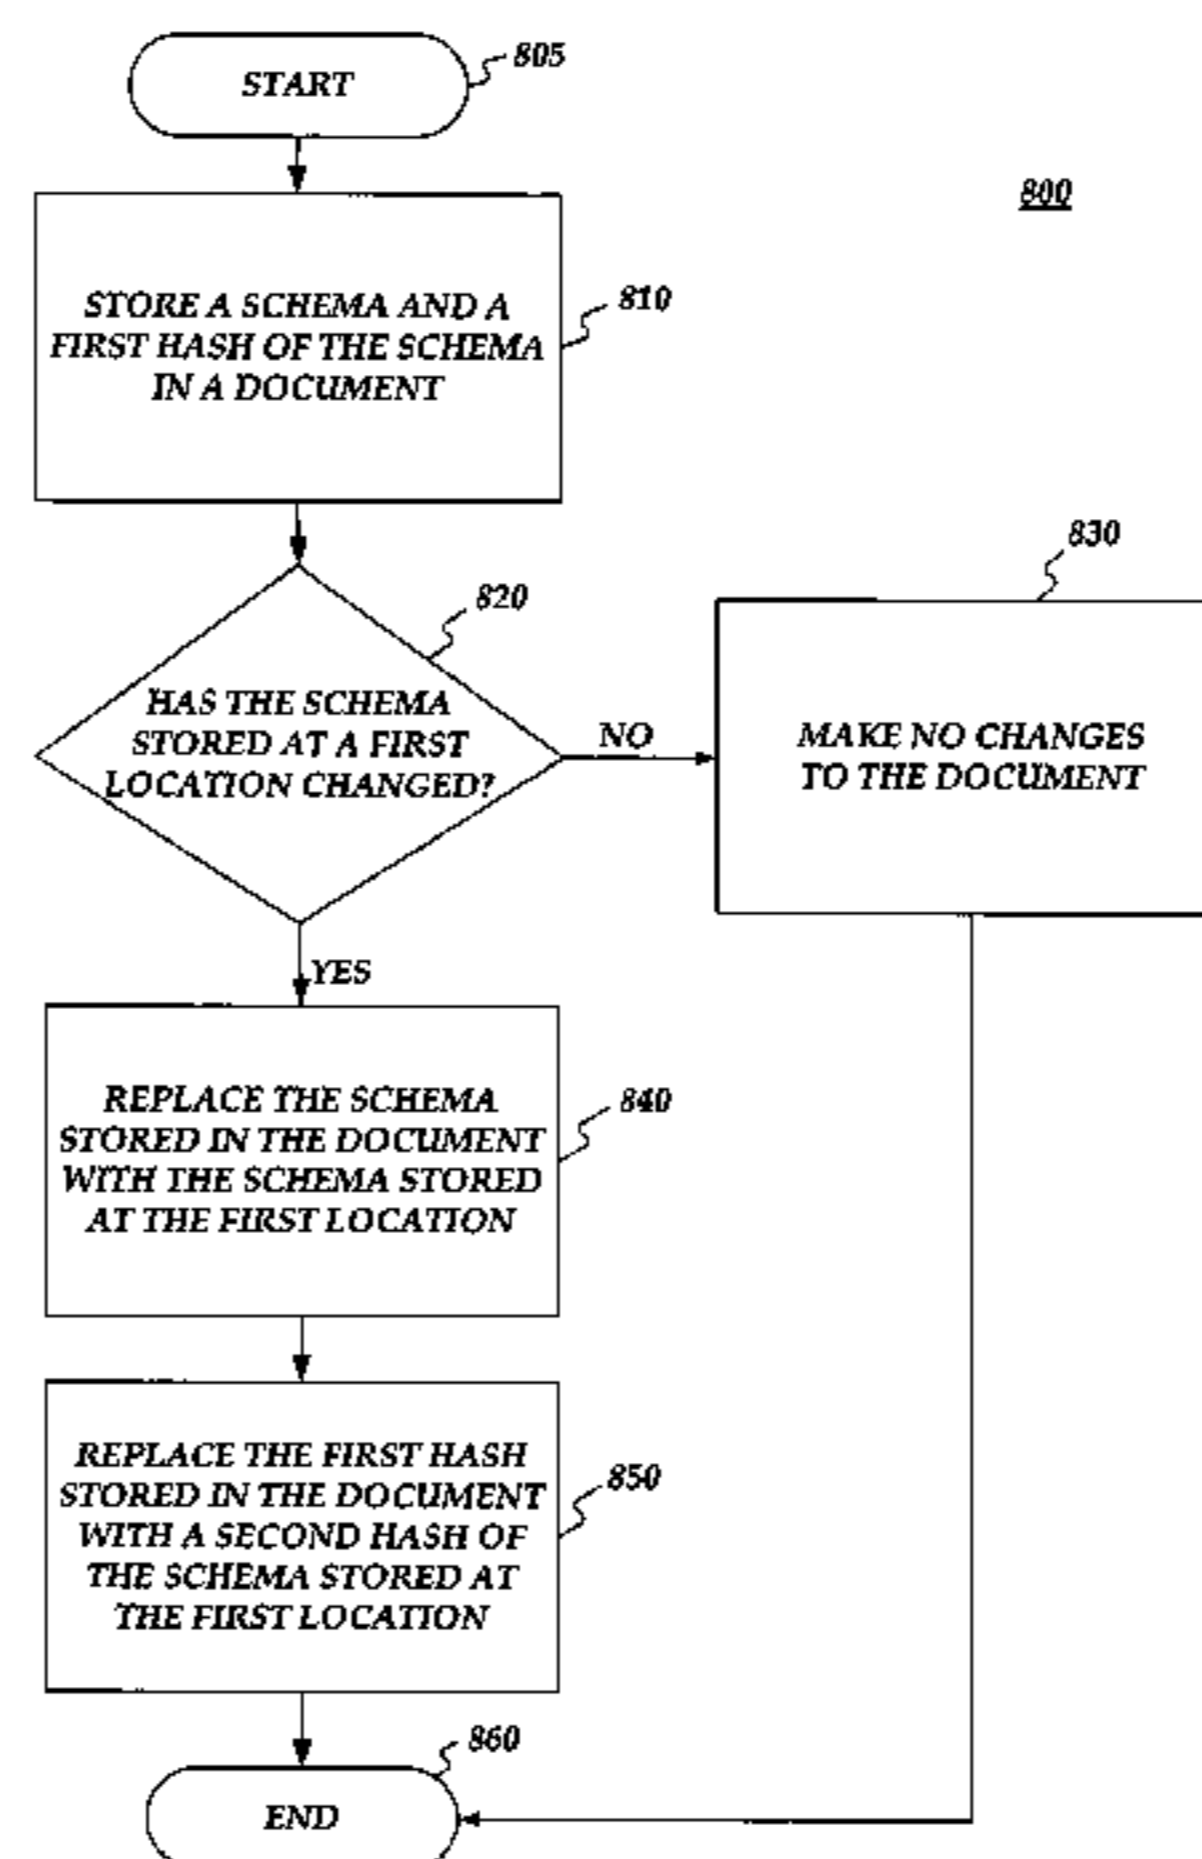 START
805
800
STORE A SCHEMA AND A
FIRST HASH OF THE SCHEMA
IN A DOCUMENT
810
820
HAS THE SCHEMA
STORED AT A FIRST
LOCATION CHANGED?
NO
830
MAKE NO CHANGES
TO THE DOCUMENT
YES
REPLACE THE SCHEMA
STORED IN THE DOCUMENT
WITH THE SCHEMA STORED
AT THE FIRST LOCATION
840
REPLACE THE FIRST HASH
STORED IN THE DOCUMENT
WITH A SECOND HASH OF
THE SCHEMA STORED AT
THE FIRST LOCATION
850
860
END